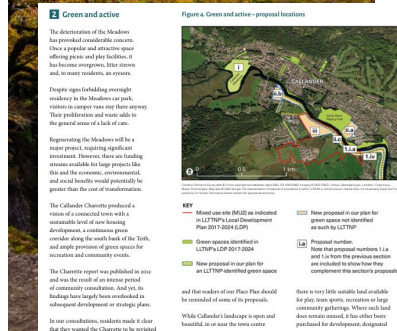 2 Green and active
The deterioration of the Meadows
has provoked considerable concern.
Once a popular and attractive space
offering picnic and play facilities, it
has become overgrown, litter strewn
and, to many residents, an eyesore.
Despite signs forbidding overnight
residency in the Meadows car park,
visitors in camper vans stay there anyway.
Their proliferation and waste adds to
the general sense of a lack of care.
Regenerating the Meadows will be a
major project, requiring significant
investment. However, there are funding
streams available for large projects like
this and the economic, environmental,
and social benefits would potentially be
greater than the cost of transformation.
The Callander Charrette produced a
vision of a connected town with a
sustainable level of new housing
development, a continuous green
corridor along the south bank of the Teith,
and ample provision of green spaces for
recreation and community events.
The Charrette report was published in 2012
and was the result of an intense period
of community consultation. And yet, its
findings have largely been overlooked in
subsequent development or strategic plans.
In our consultations, residents made it clear
that they wanted the Charrette to be revisited
Figure 4. Green and active – proposal locations
CALLANDER
0 0.5 1 km
KEY
Mixed use site (MU2) as indicated
in LLTNP's Local Development
Plan 2017-2024 (LDP)
Green spaces identified in
LLTNP's LDP 2017-2024
New proposal in our plan for
an LLTNP-identified green space
New proposal in our plan for
green space not identified
as such by LLTNP
Proposal number.
Note that proposal numbers 1.i.a
and 1.v from the previous section
are included to show how they
complement this section's proposals
and that readers of our Place Plan should
be reminded of some of its proposals.
While Callander's landscape is open and
beautiful, in or near the town centre
there is very little suitable land available
for play, team sports, recreation or large
community gatherings. Where such land
does remain unused, it has either been
purchased for development; designated